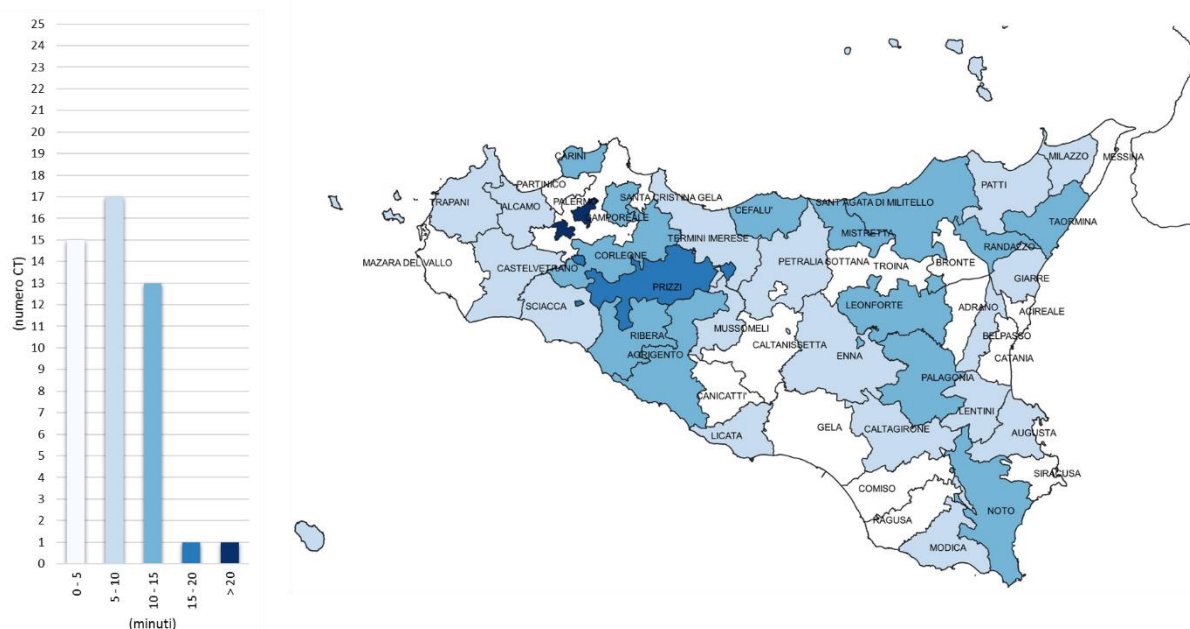 (numero CT)
25
24
23
22
21
20
19
18
17
16
15
14
13
12
11
10
9
8
7
6
5
4
3
2
1
0
0 - 5
5 - 10
10 - 15
15 - 20
> 20
(minuti)
CARINI
PARTINICO
PALERMO
SANTA CRISTINA GELA
CAMPOREALE
TRAPANI
ALCAMO
MAZARA DEL VALLO
CASTELVETRANO
CORLEONE
TERMINI IMERESE
CEFALU'
SANT'AGATA DI MILITELLO
MISTRETTA
PATTI
MILAZZO
MESSINA
TAORMINA
RANDAZZO
BRONTE
GIARRE
PETRALIA SOTTANA
TROINA
PRIZZI
SCIACCA
RIBERA
AGRIGENTO
MUSSOMELI
CALTANISSETTA
ENNA
LEONFORTE
ADRANO
ACIREALE
BELPASSO
CATANIA
PALAGONIA
CANICATTI'
LICATA
GELA
CALTAGIRONE
LENTINI
AUGUSTA
SIRACUSA
COMISO
RAGUSA
NOTO
MODICA